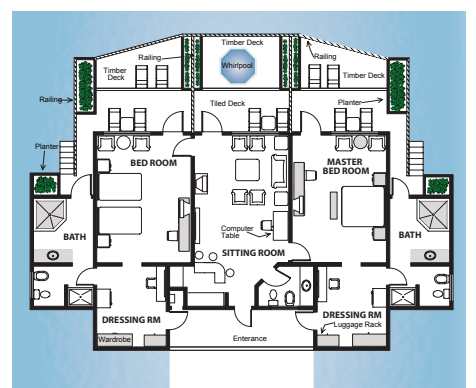 Timber Deck
Railing
Railing
Timber
Deck
Whirlpool
Timber Deck
Railing
Tiled Deck
Planter
Planter
BED ROOM
MASTER
BED ROOM
BATH
Computer
Table
BATH
SITTING ROOM
DRESSING RM
DRESSING RM
Luggage Rack
Wardrobe
Enterance